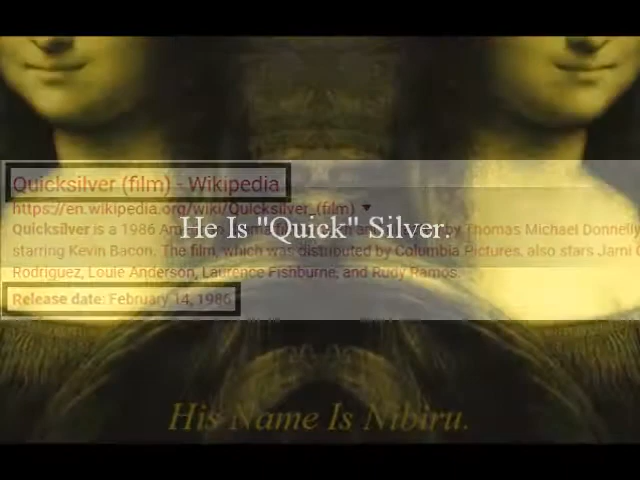 Quicksilver (film) - Wikipedia
https://en.wikipedia.org/wiki/Quicksilver_(film)
He Is "Quick" Silver.
Quicksilver is a 1986 by Thomas Michael Donnelly
starring Kevin Bacon. The film, which was distributed by Columbia Pictures, also stars Jami
Rodriguez, Louie Anderson, Laurence Fishburne, and Rudy Ramos.
Release date: February 14, 1986
His Name Is Nibiru.